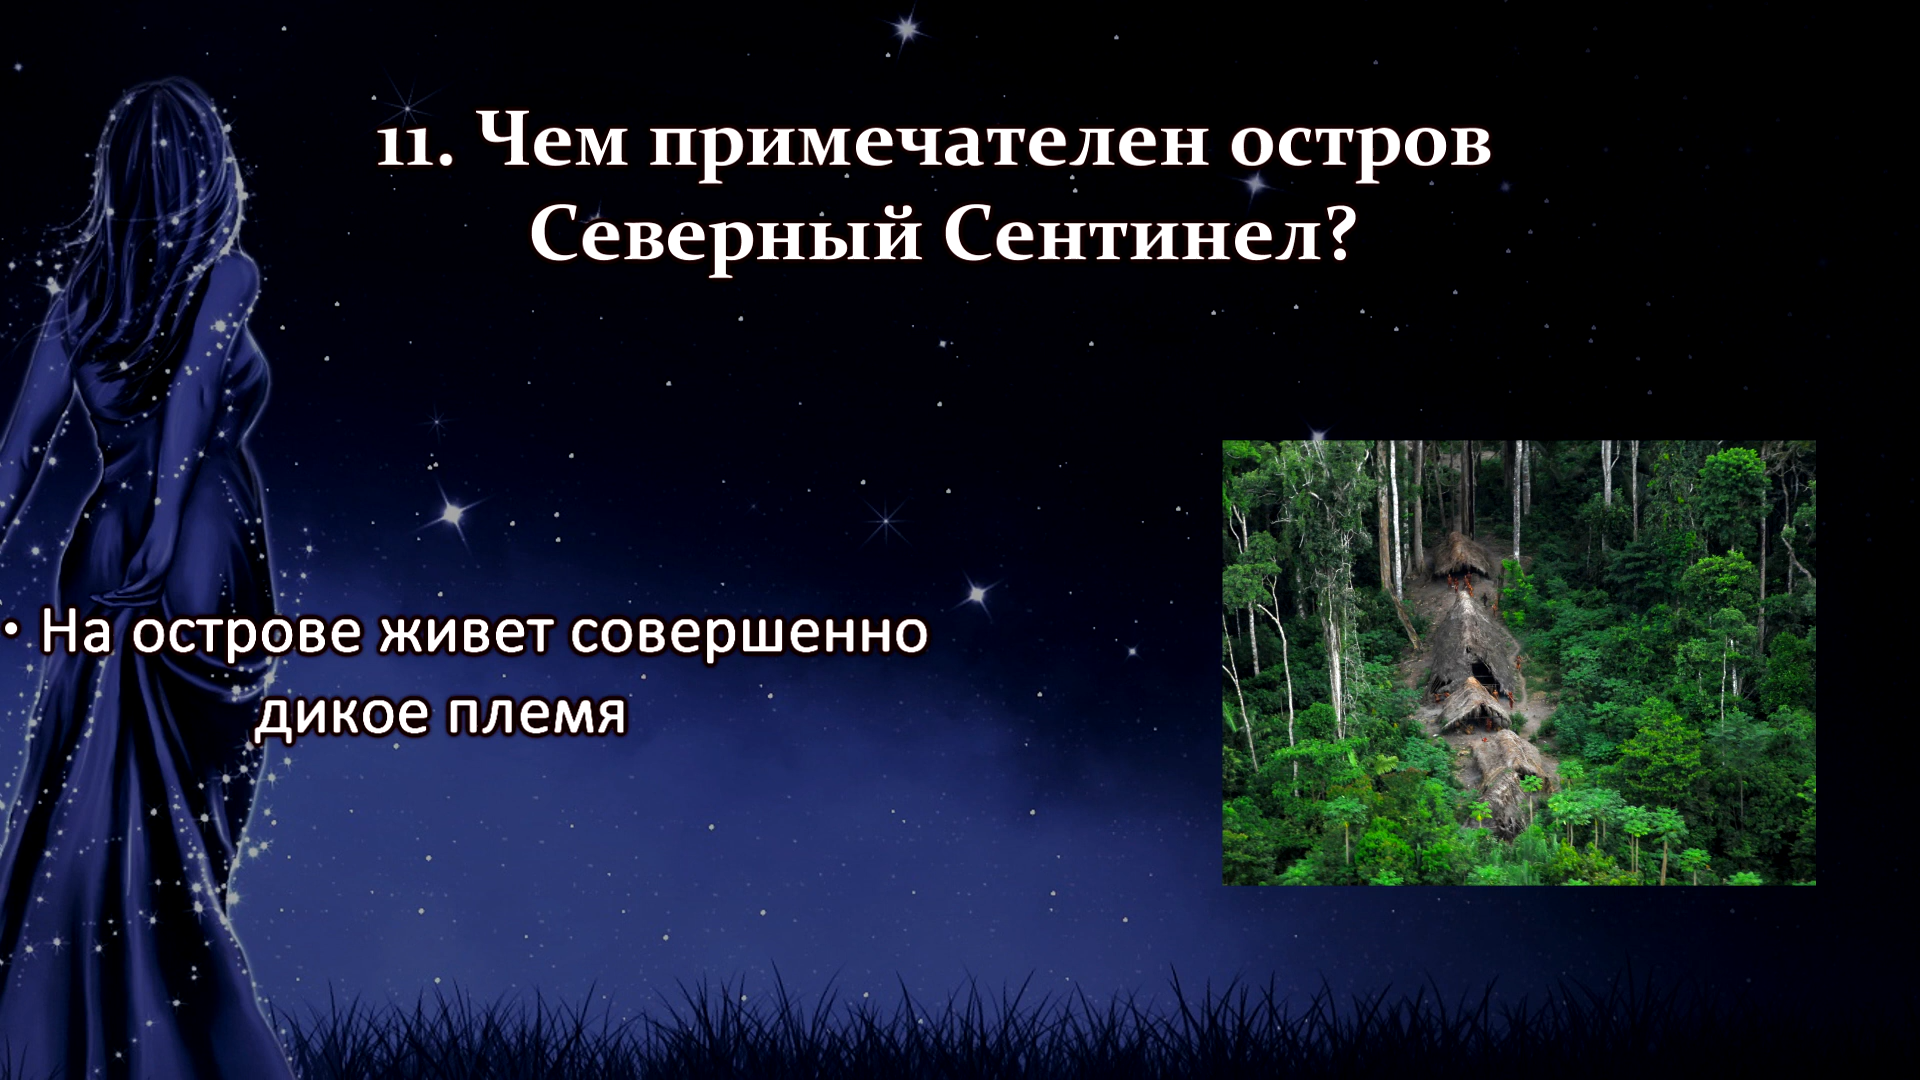 11. Чем примечателен остров
Северный Сентинел?
• На острове живет совершенно
дикое племя